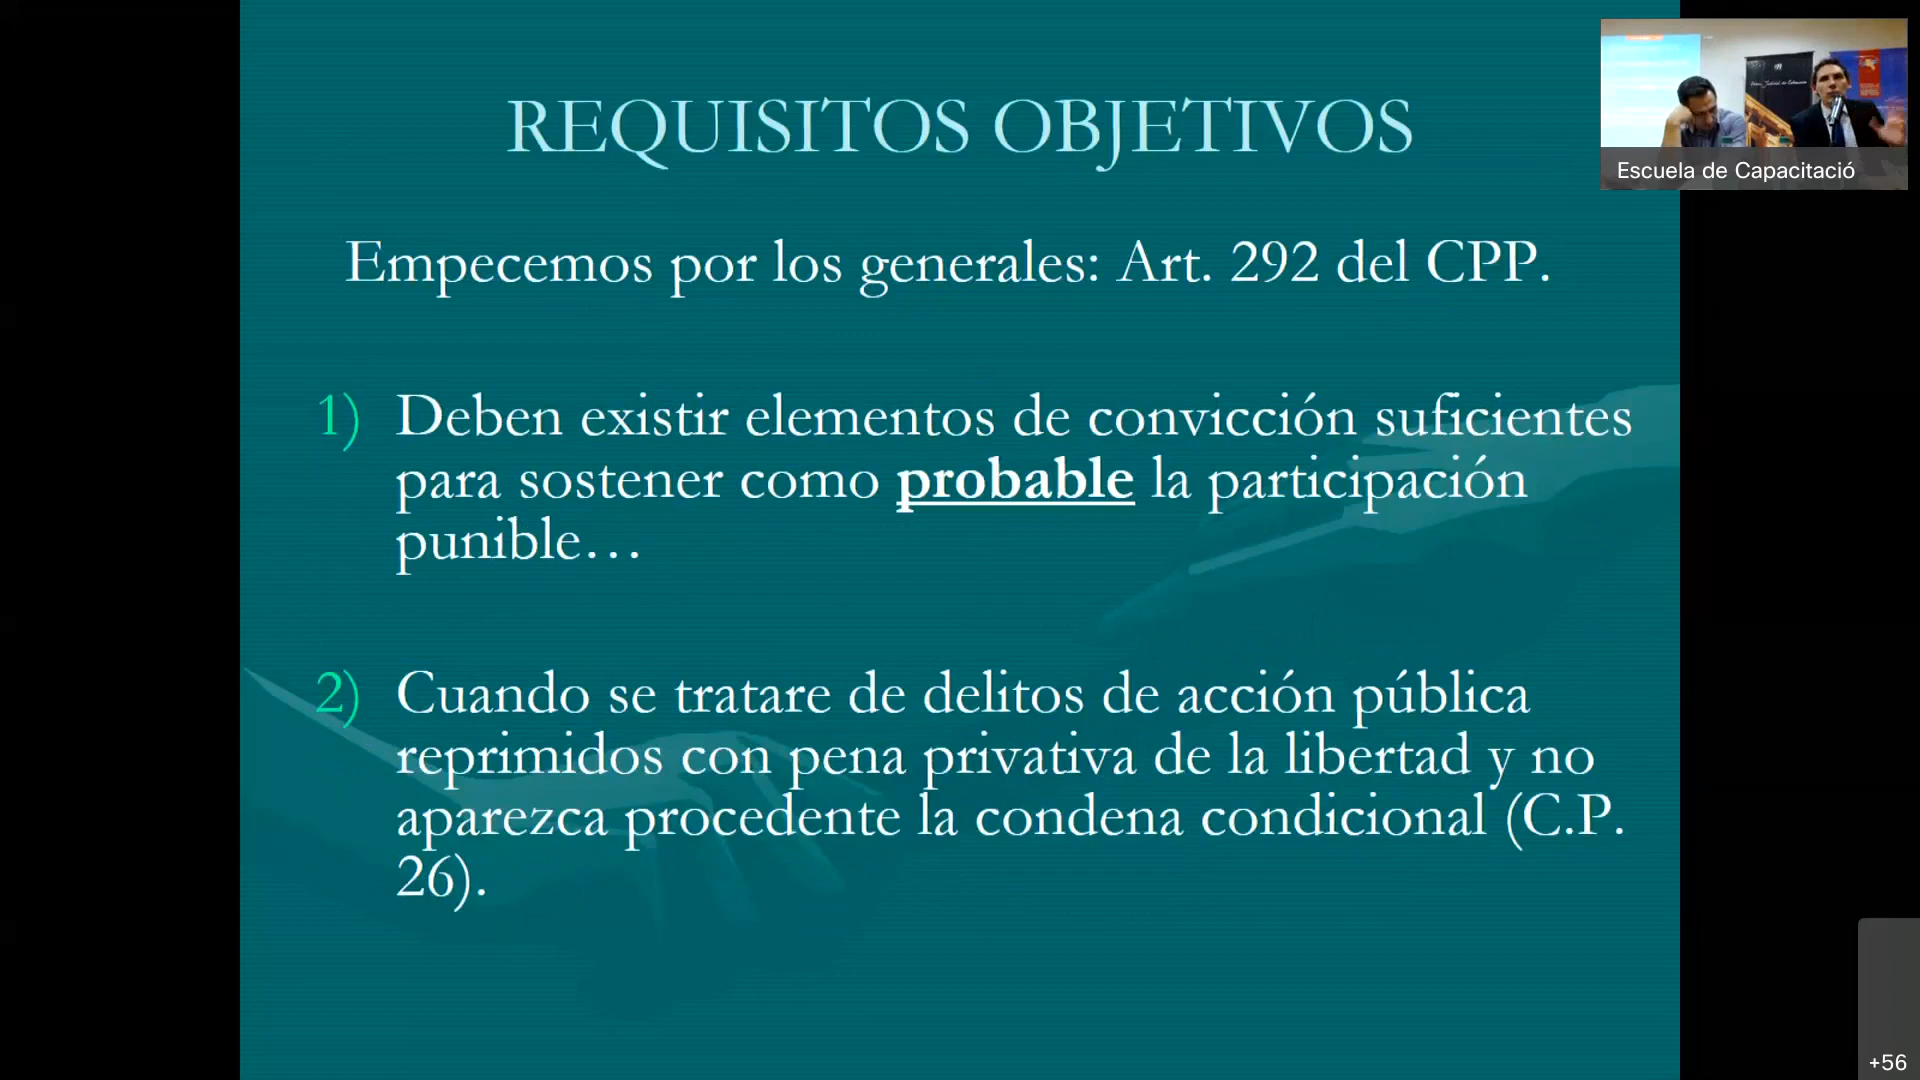 REQUISITOS OBJETIVOS
Empecemos por los generales: Art. 292 del CPP.
1) Deben existir elementos de convicción suficientes
para sostener como probable la participación
punible…
2) Cuando se tratare de delitos de acción pública
reprimidos con pena privativa de la libertad y no
aparezca procedente la condena condicional (C.P.
26).
Escuela de Capacitació
+56